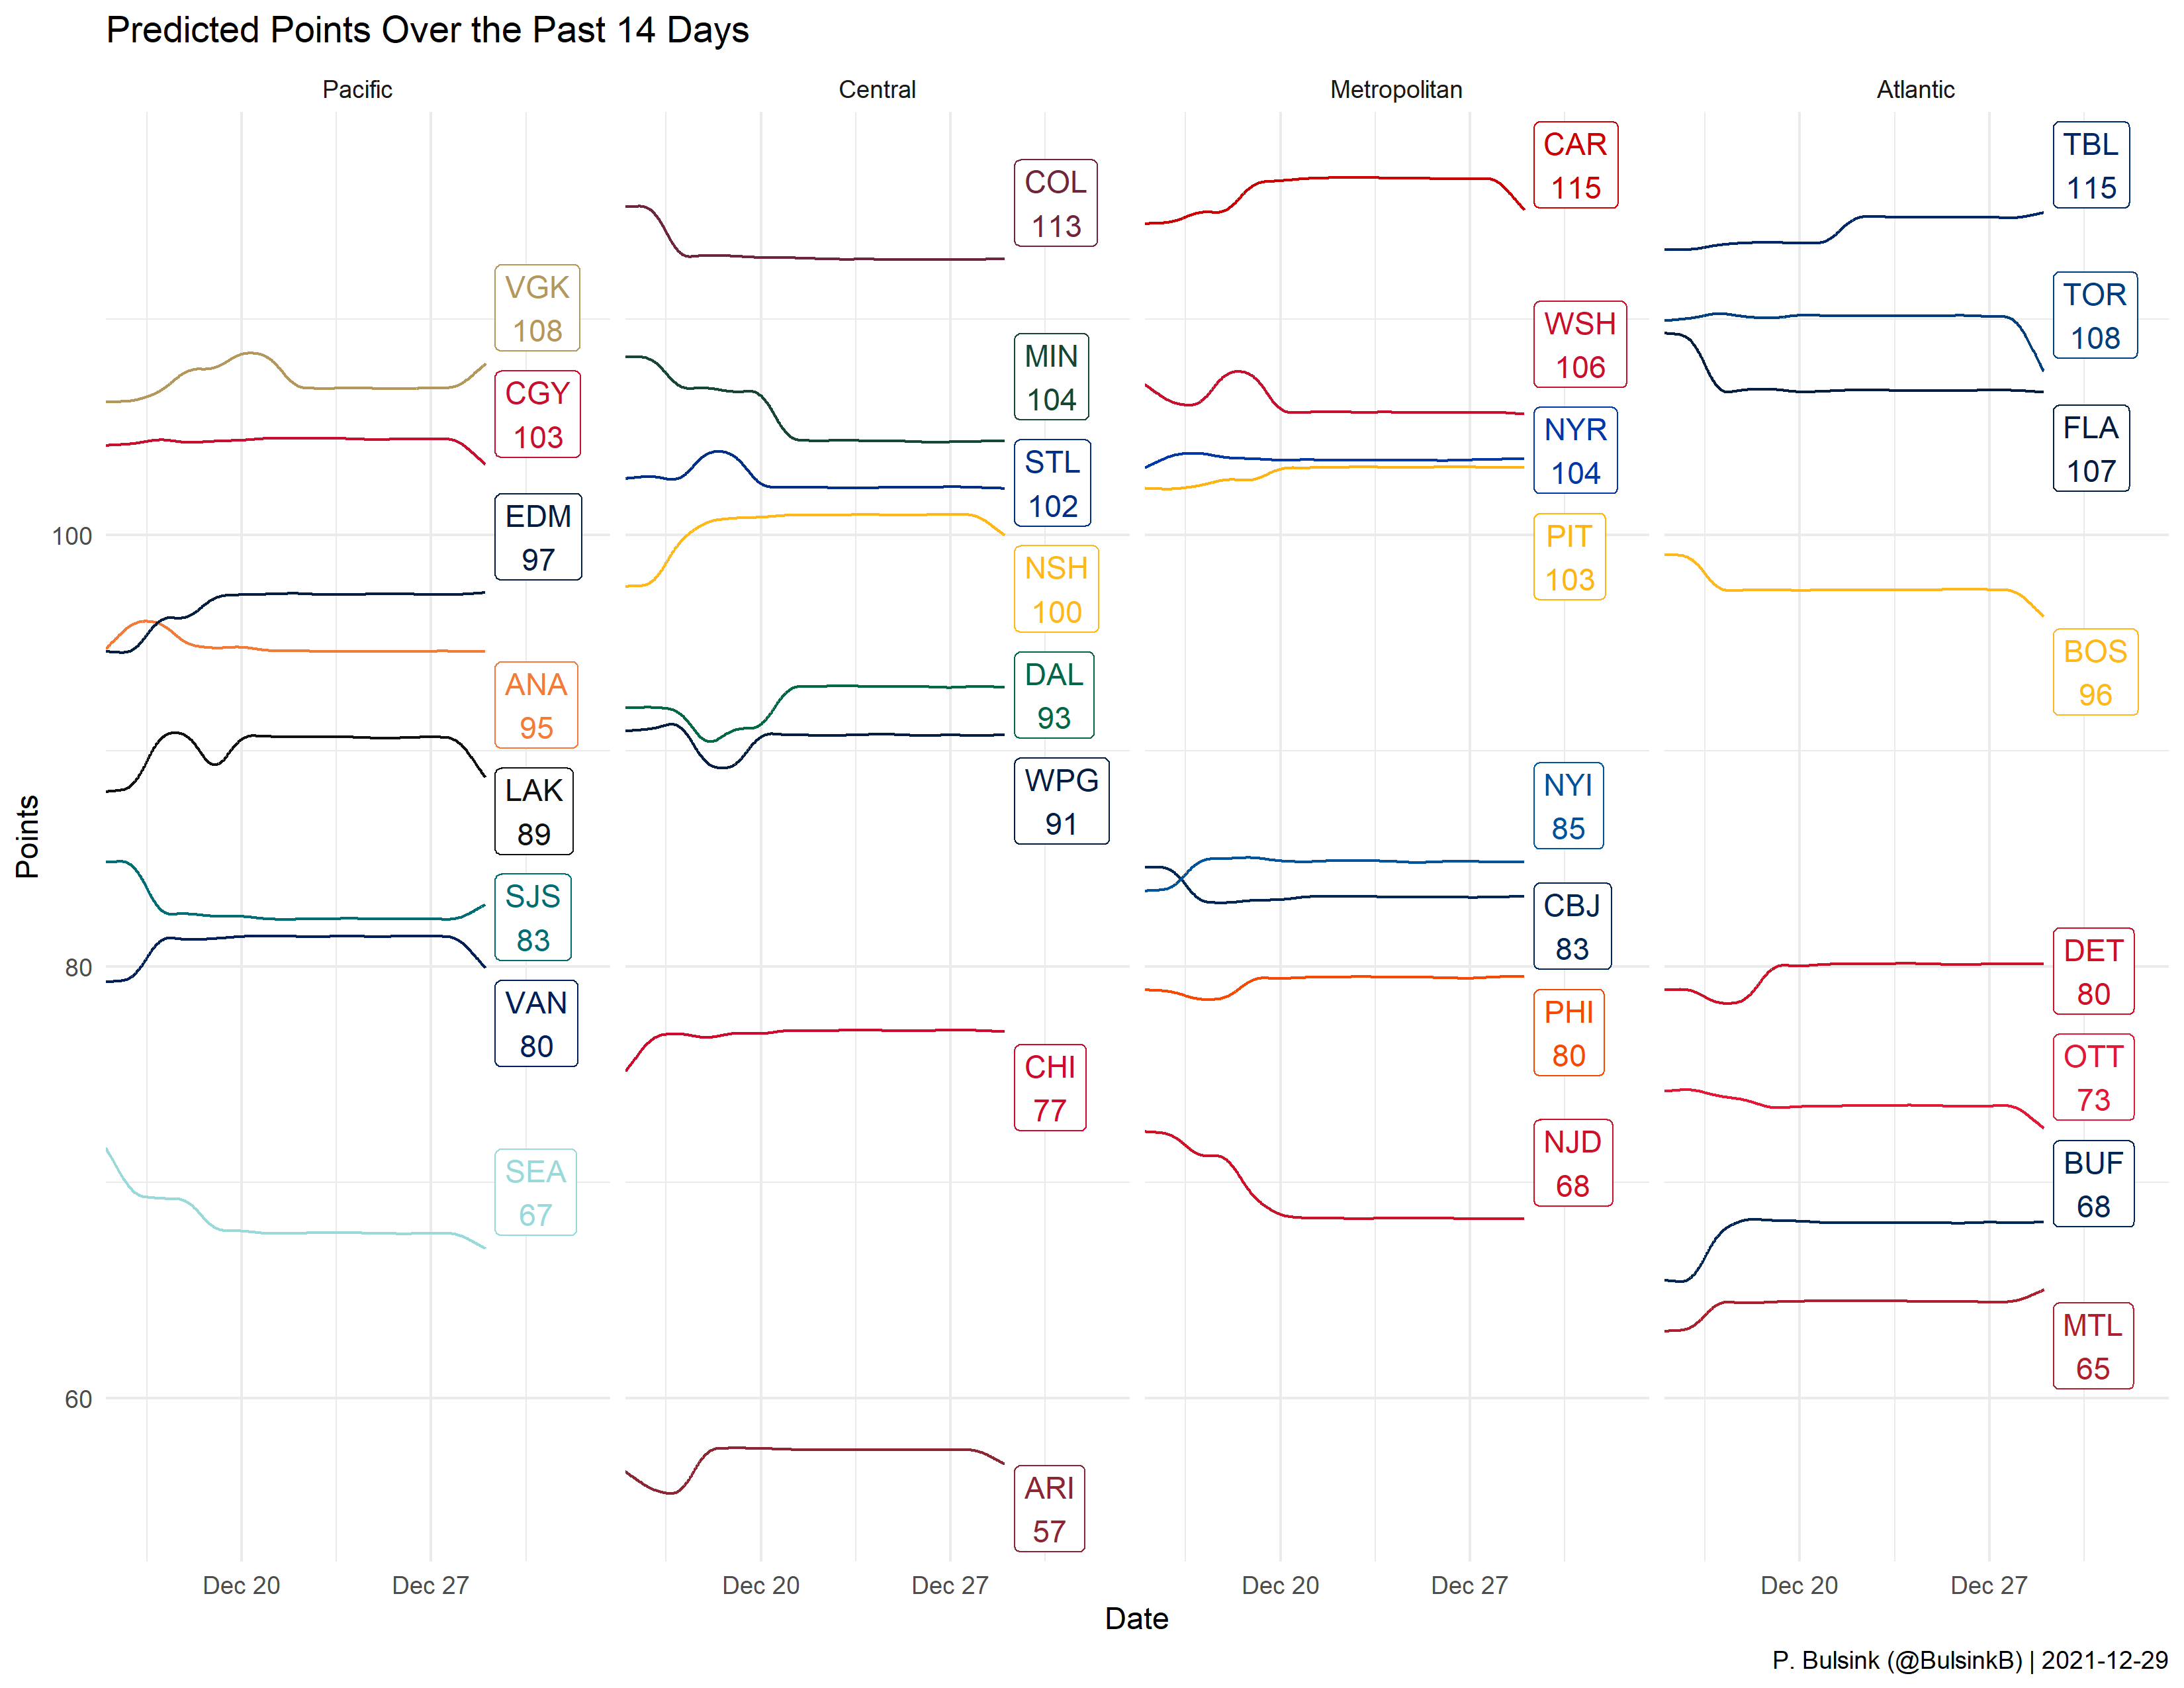 Predicted Points Over the Past 14 Days
Pacific
Central
Metropolitan
Atlantic
Points
100
80
60
VGK
108
CGY
103
EDM
97
ANA
95
LAK
89
SJS
83
VAN
80
SEA
67
COL
113
MIN
104
STL
102
NSH
100
DAL
93
WPG
91
CHI
77
ARI
57
CAR
115
WSH
106
NYR
104
PIT
103
NYI
85
CBJ
83
PHI
80
NJD
68
TBL
115
TOR
108
FLA
107
BOS
96
DET
80
OTT
73
BUF
68
MTL
65
Dec 20
Dec 27
Dec 20
Dec 27
Dec 20
Dec 27
Dec 20
Dec 27
Date
P. Bulsink (@BulsinkB) | 2021-12-29